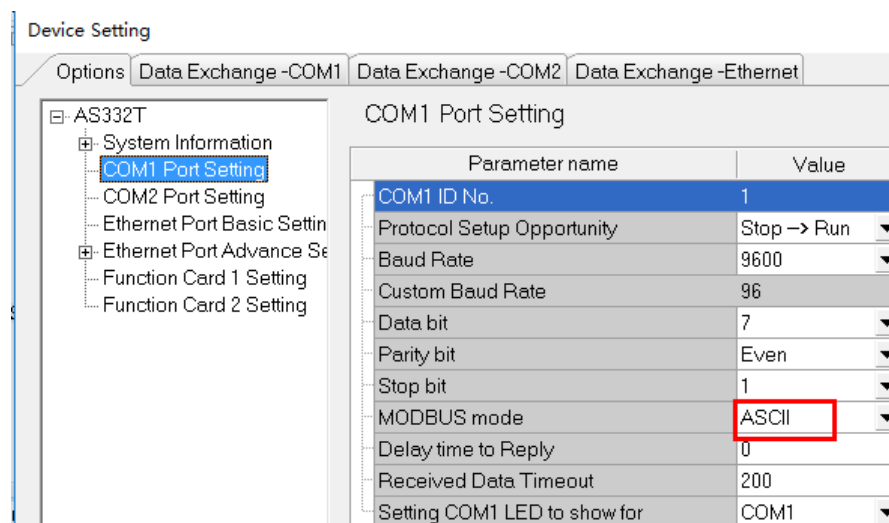 Device Setting
Options Data Exchange -COM1 Data Exchange -COM2 Data Exchange -Ethernet
AS332T
System Information
COM1 Port Setting
COM2 Port Setting
Ethernet Port Basic Settin
Ethernet Port Advance Se
Function Card 1 Setting
Function Card 2 Setting
COM1 Port Setting
Parameter name Value
COM1 ID No. 1
Protocol Setup Opportunity Stop -> Run
Baud Rate 9600
Custom Baud Rate 96
Data bit 7
Parity bit Even
Stop bit 1
MODBUS mode ASCII
Delay time to Reply 0
Received Data Timeout 200
Setting COM1 LED to show for COM1